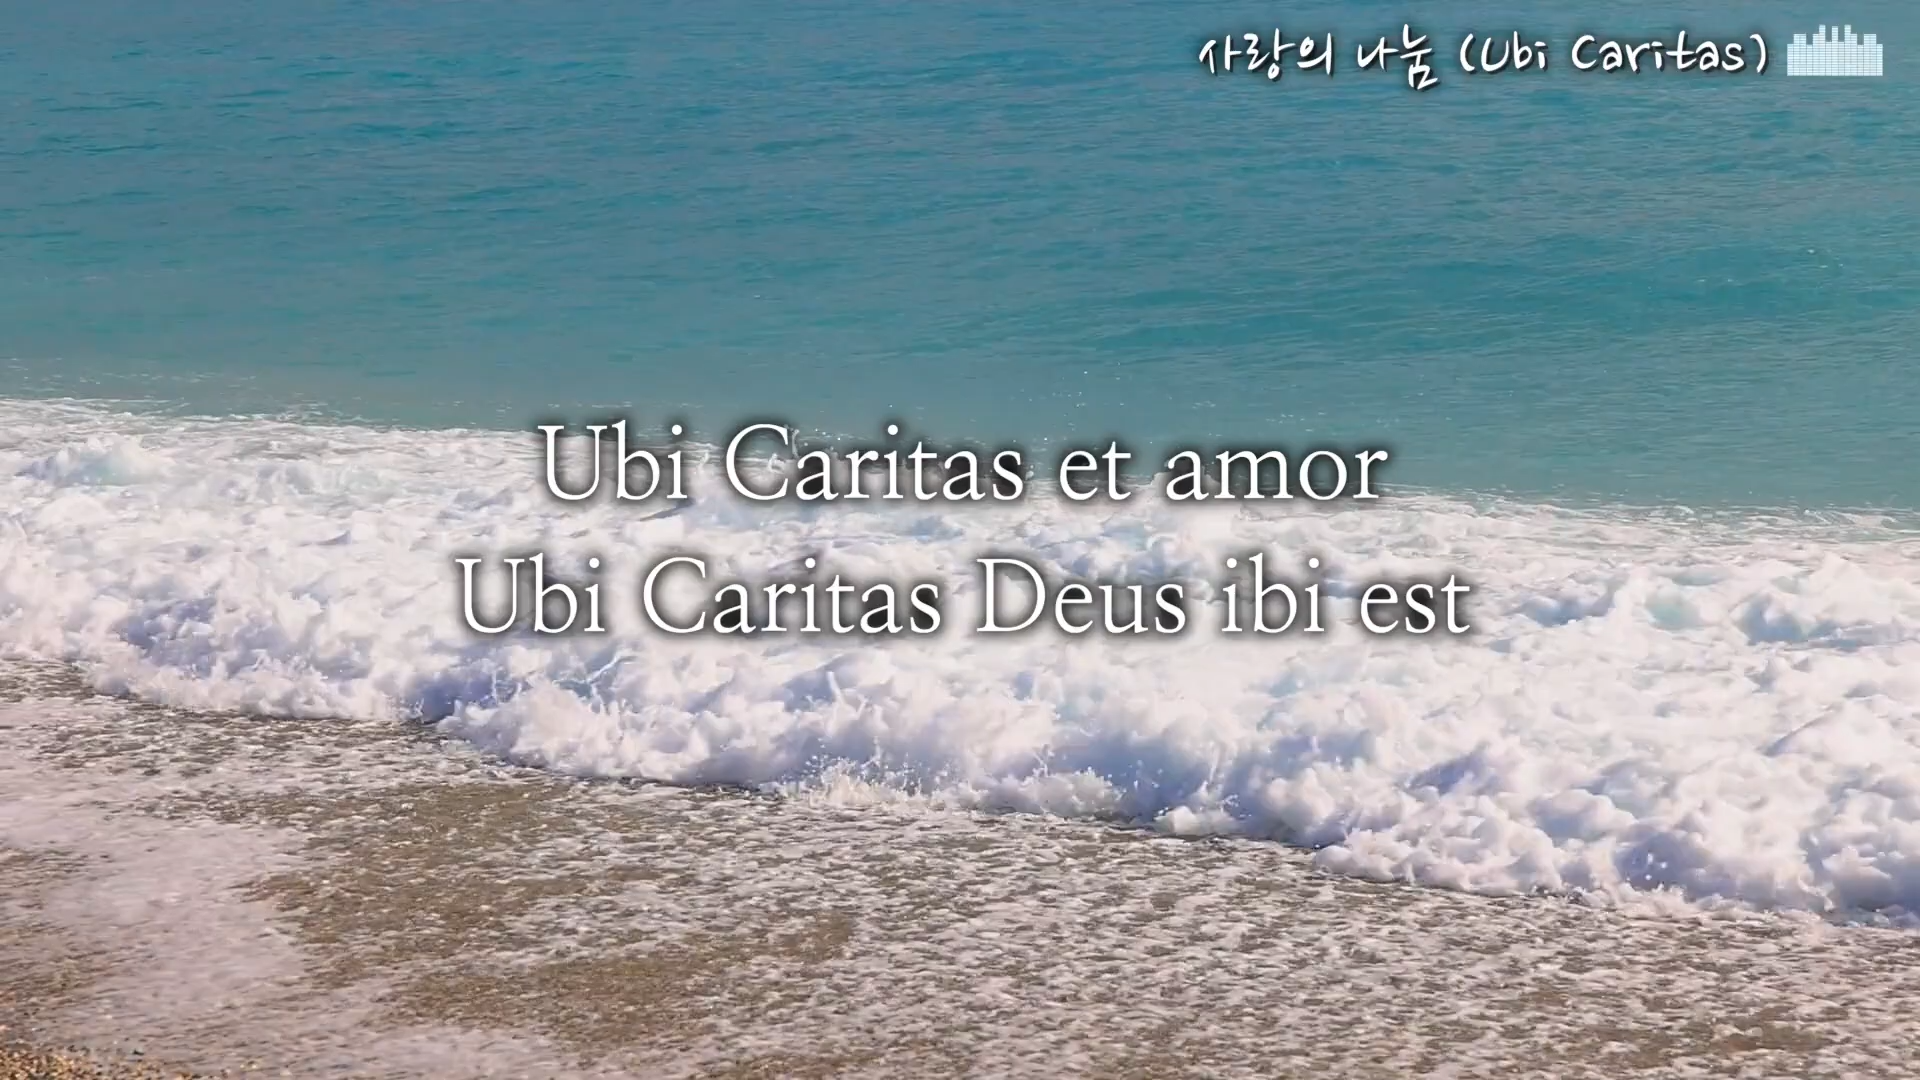 사랑의 나눔 (Ubi Caritas)
Ubi Caritas et amor
Ubi Caritas Deus ibi est